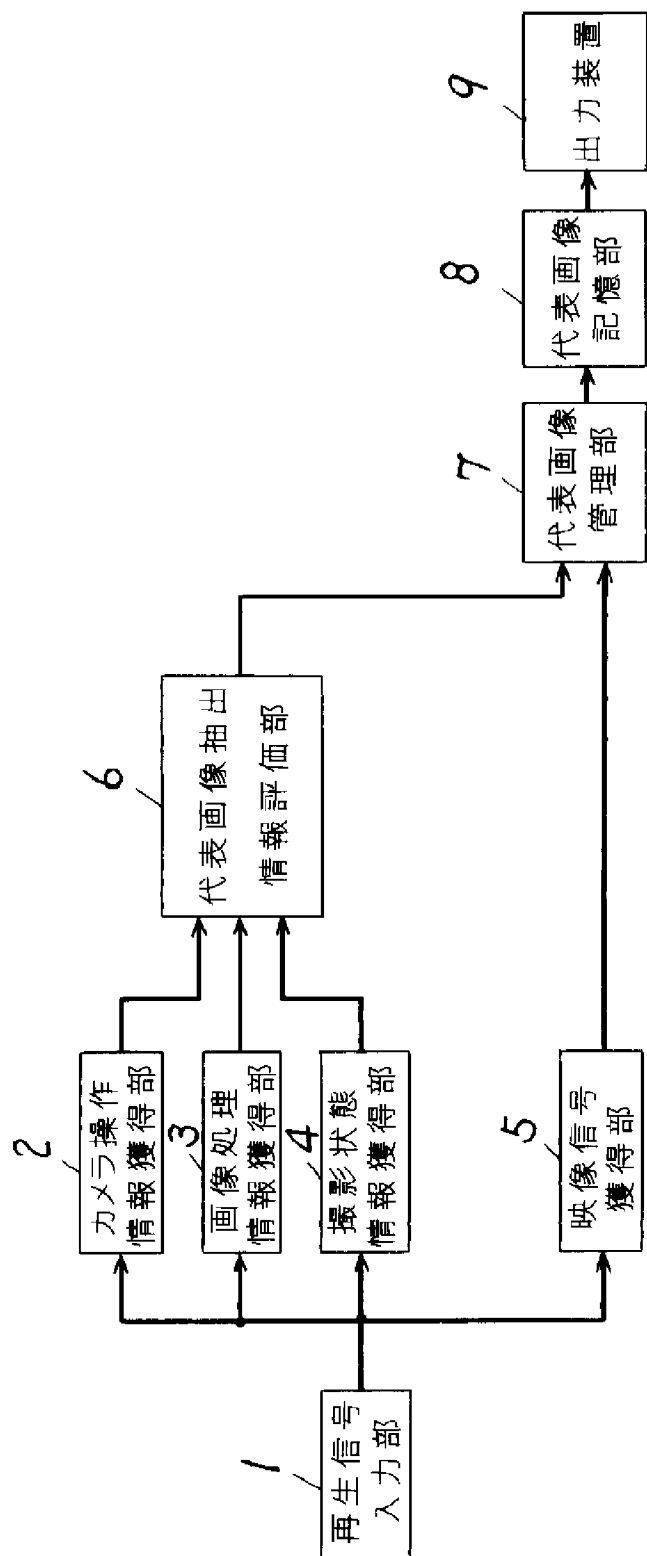 1
再生信号
入力部
2
カメラ操作
情報獲得部
3
画像処理
情報獲得部
4
撮影状態
情報獲得部
5
映像信号
獲得部
6
代表画像抽出
情報評価部
7
代表画像
管理部
8
代表画像
記憶部
9
出力装置